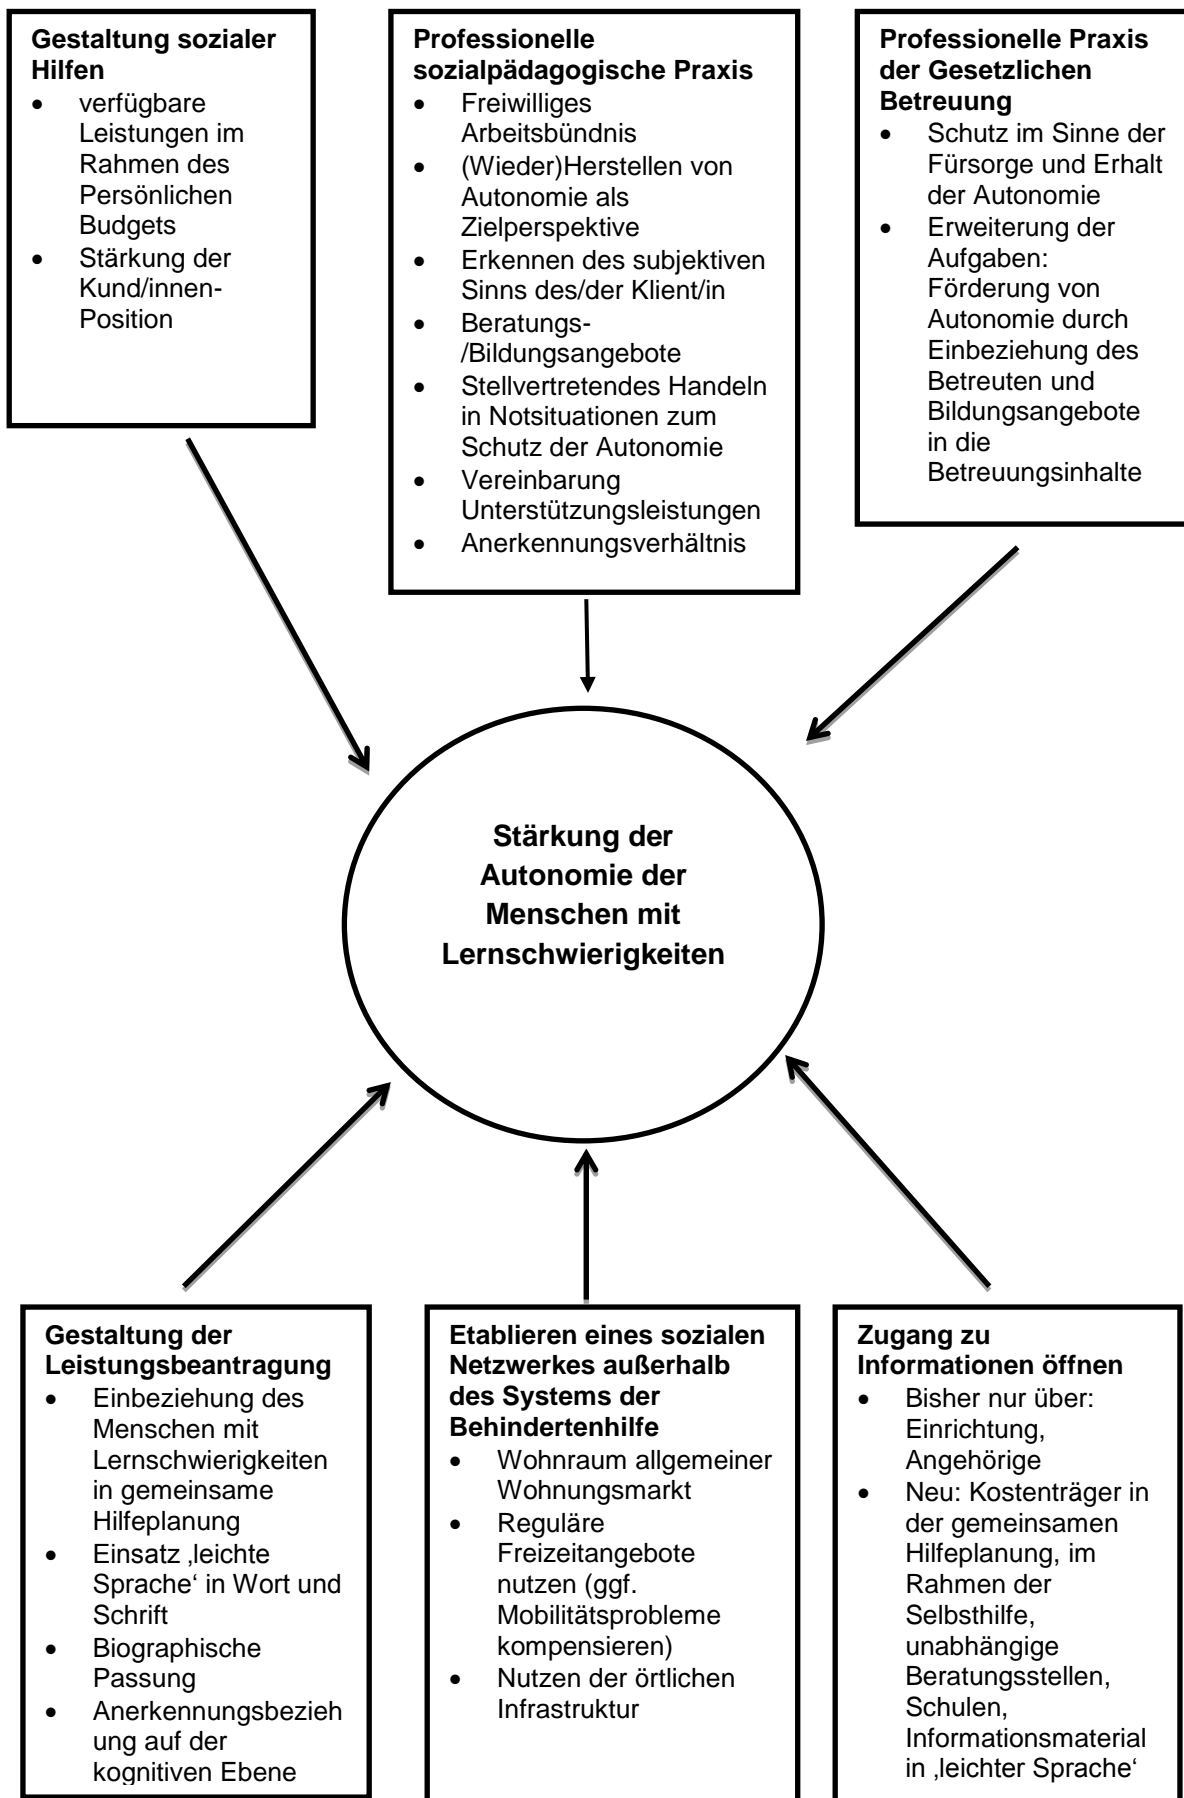 Gestaltung sozialer
Hilfen
• verfügbare
Leistungen im
Rahmen des
Persönlichen
Budgets
• Stärkung der
Kund/innen-
Position
Professionelle
sozialpädagogische Praxis
• Freiwilliges
Arbeitsbündnis
• (Wieder)Herstellen von
Autonomie als
Zielperspektive
• Erkennen des subjektiven
Sinns des/der Klient/in
• Beratungs-
/Bildungsangebote
• Stellvertretendes Handeln
in Notsituationen zum
Schutz der Autonomie
• Vereinbarung
Unterstützungsleistungen
• Anerkennungsverhältnis
Professionelle Praxis
der Gesetzlichen
Betreuung
• Schutz im Sinne der
Fürsorge und Erhalt
der Autonomie
• Erweiterung der
Aufgaben:
Förderung von
Autonomie durch
Einbeziehung des
Betreuten und
Bildungsangebote
in die
Betreuungsinhalte
Stärkung der
Autonomie der
Menschen mit
Lernschwierigkeiten
Gestaltung der
Leistungsbeantragung
• Einbeziehung des
Menschen mit
Lernschwierigkeiten
in gemeinsame
Hilfeplanung
• Einsatz ‚leichte
Sprache‘ in Wort und
Schrift
• Biographische
Passung
• Anerkennungsbezieh
ung auf der
kognitiven Ebene
Etablieren eines sozialen
Netzwerkes außerhalb
des Systems der
Behindertenhilfe
• Wohnraum allgemeiner
Wohnungsmarkt
• Reguläre
Freizeitangebote
nutzen (ggf.
Mobilitätsprobleme
kompensieren)
• Nutzen der örtlichen
Infrastruktur
Zugang zu
Informationen öffnen
• Bisher nur über:
Einrichtung,
Angehörige
• Neu: Kostenträger in
der gemeinsamen
Hilfeplanung, im
Rahmen der
Selbsthilfe,
unabhängige
Beratungsstellen,
Schulen,
Informationsmaterial
in ‚leichter Sprache‘